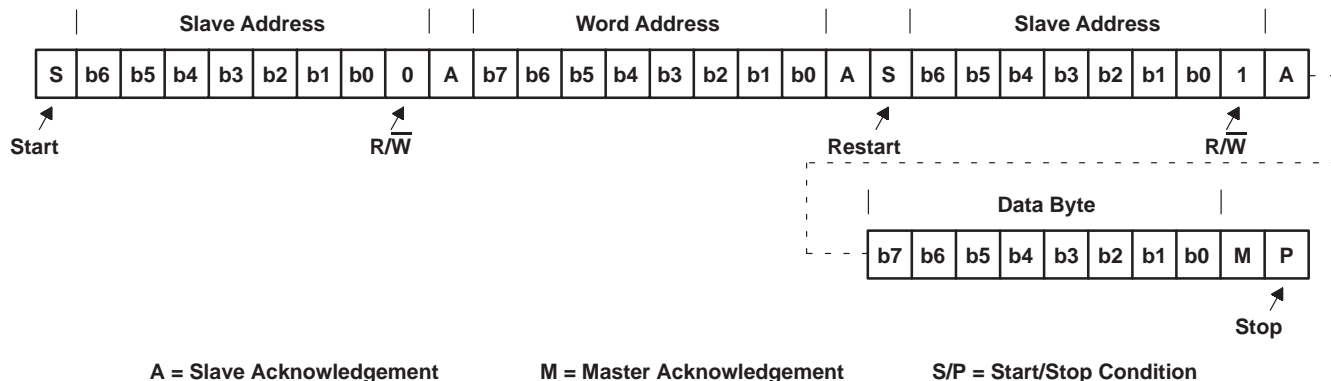 Slave Address Word Address Slave Address
S b6 b5 b4 b3 b2 b1 b0 0 A b7 b6 b5 b4 b3 b2 b1 b0 A S b6 b5 b4 b3 b2 b1 b0 1 A
Start R/W̅ Restart R/W̅
Data Byte
b7 b6 b5 b4 b3 b2 b1 b0 M P
Stop
A = Slave Acknowledgement M = Master Acknowledgement S/P = Start/Stop Condition